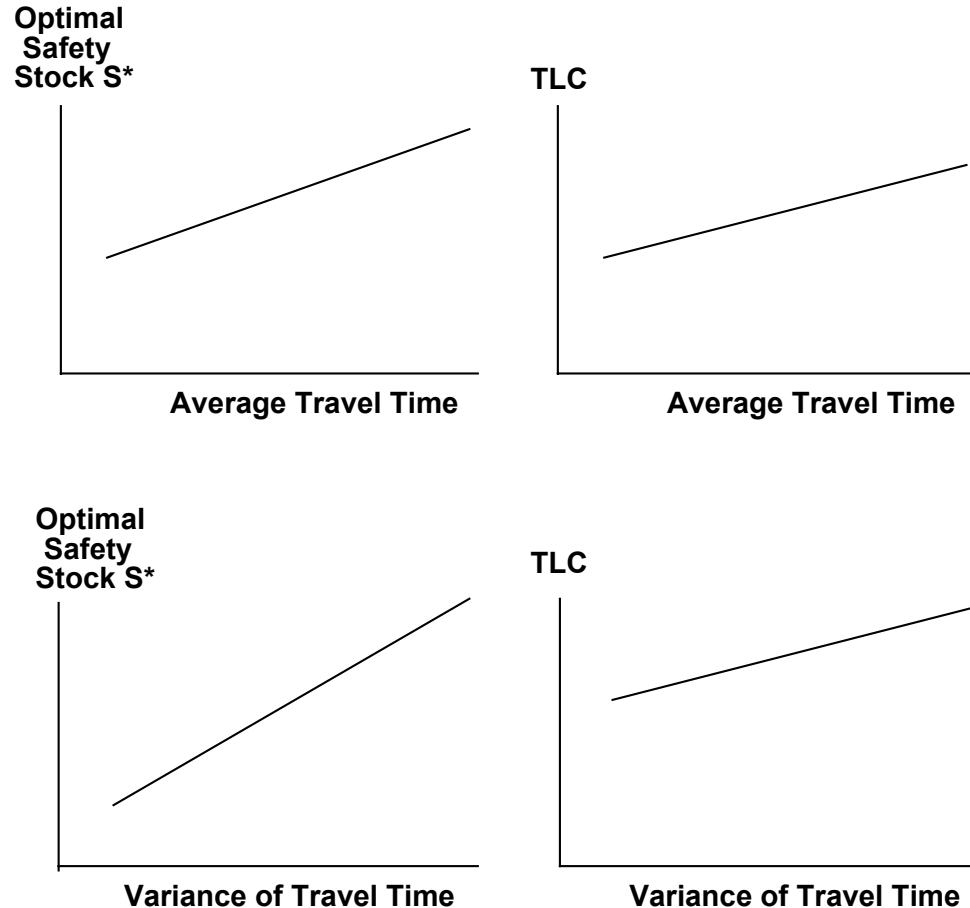 Optimal
Safety
Stock S*
TLC
Average Travel Time
Average Travel Time
Optimal
Safety
Stock S*
TLC
Variance of Travel Time
Variance of Travel Time